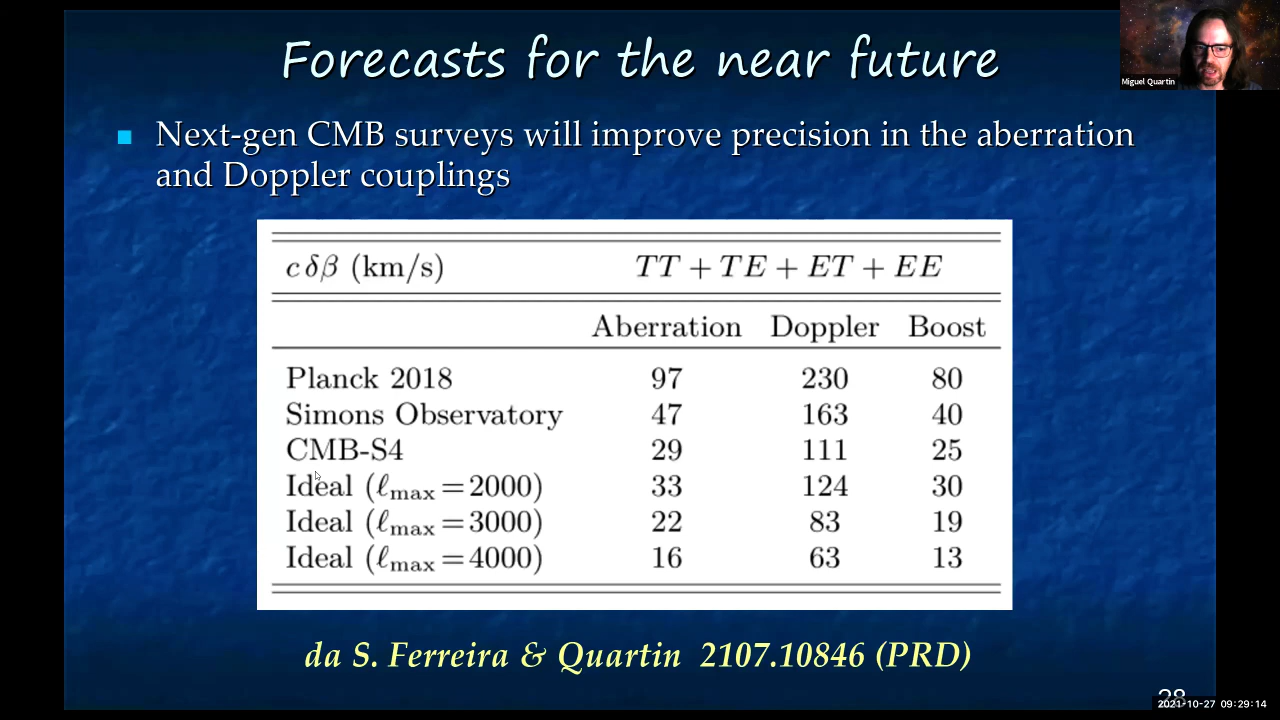 Forecasts for the near future
Miguel Quartin
Next-gen CMB surveys will improve precision in the aberration
and Doppler couplings
c δβ (km/s) TT + TE + ET + EE
Aberration Doppler Boost
Planck 2018 97 230 80
Simons Observatory 47 163 40
CMB-S4 29 111 25
Ideal (ℓmax = 2000) 33 124 30
Ideal (ℓmax = 3000) 22 83 19
Ideal (ℓmax = 4000) 16 63 13
da S. Ferreira & Quartin 2107.10846 (PRD)
28
2021-10-27 09:29:14